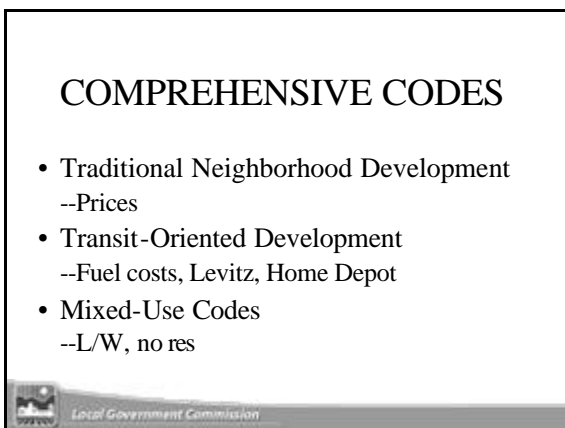 COMPREHENSIVE CODES
• Traditional Neighborhood Development
--Prices
• Transit-Oriented Development
--Fuel costs, Levitz, Home Depot
• Mixed-Use Codes
--L/W, no res
Local Government Commission